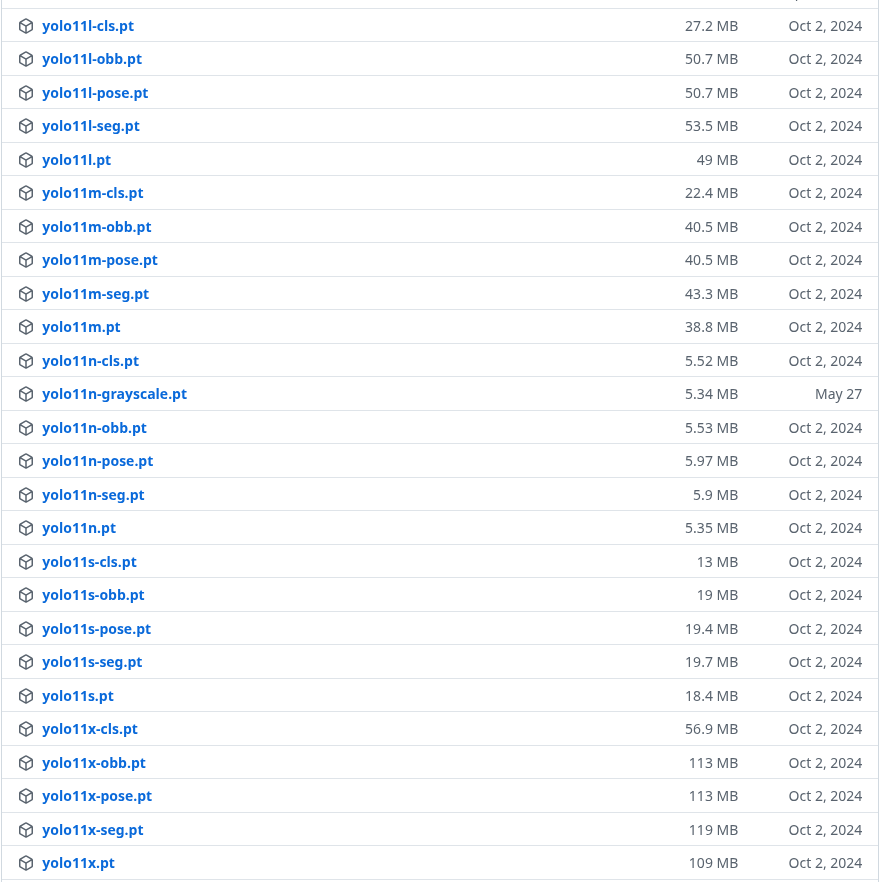 yolo11l-cls.pt 27.2 MB Oct 2, 2024
yolo11l-obb.pt 50.7 MB Oct 2, 2024
yolo11l-pose.pt 50.7 MB Oct 2, 2024
yolo11l-seg.pt 53.5 MB Oct 2, 2024
yolo11l.pt 49 MB Oct 2, 2024
yolo11m-cls.pt 22.4 MB Oct 2, 2024
yolo11m-obb.pt 40.5 MB Oct 2, 2024
yolo11m-pose.pt 40.5 MB Oct 2, 2024
yolo11m-seg.pt 43.3 MB Oct 2, 2024
yolo11m.pt 38.8 MB Oct 2, 2024
yolo11n-cls.pt 5.52 MB Oct 2, 2024
yolo11n-grayscale.pt 5.34 MB May 27
yolo11n-obb.pt 5.53 MB Oct 2, 2024
yolo11n-pose.pt 5.97 MB Oct 2, 2024
yolo11n-seg.pt 5.9 MB Oct 2, 2024
yolo11n.pt 5.35 MB Oct 2, 2024
yolo11s-cls.pt 13 MB Oct 2, 2024
yolo11s-obb.pt 19 MB Oct 2, 2024
yolo11s-pose.pt 19.4 MB Oct 2, 2024
yolo11s-seg.pt 19.7 MB Oct 2, 2024
yolo11s.pt 18.4 MB Oct 2, 2024
yolo11x-cls.pt 56.9 MB Oct 2, 2024
yolo11x-obb.pt 113 MB Oct 2, 2024
yolo11x-pose.pt 113 MB Oct 2, 2024
yolo11x-seg.pt 119 MB Oct 2, 2024
yolo11x.pt 109 MB Oct 2, 2024